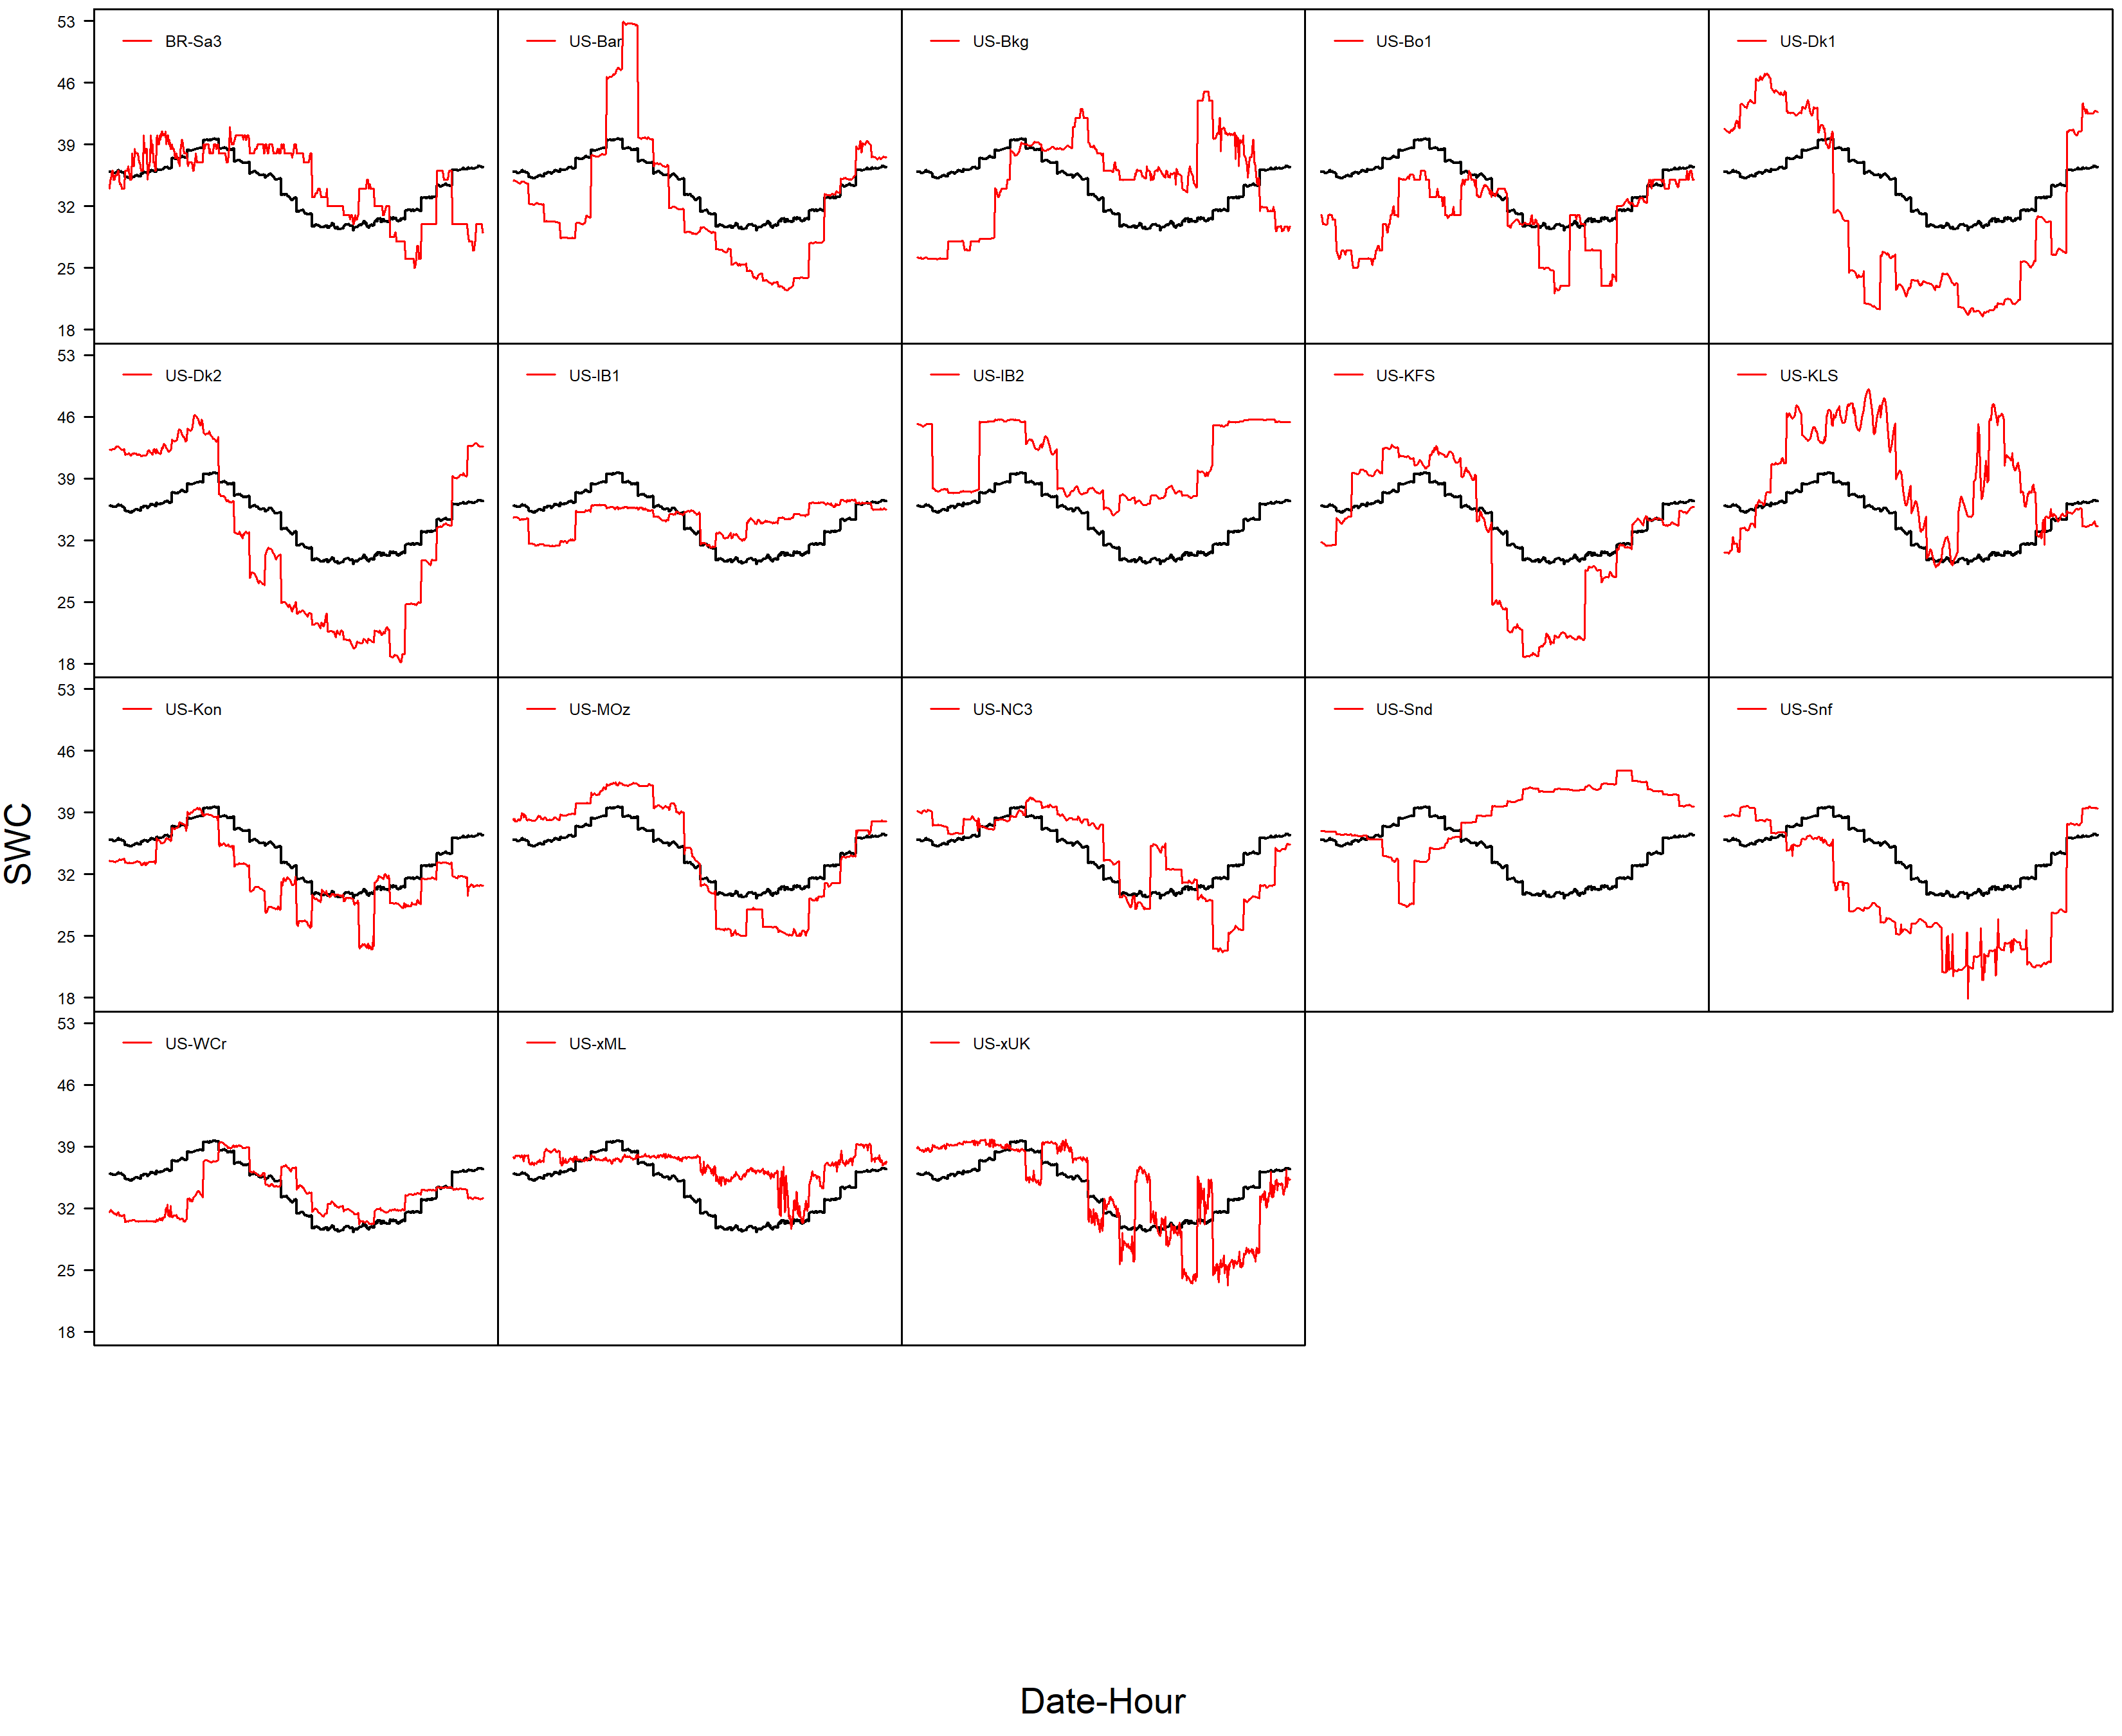 53
46
39
32
25
18
BR-Sa3
US-Bar
US-Bkg
US-Bo1
US-Dk1
53
46
39
32
25
18
US-Dk2
US-IB1
US-IB2
US-KFS
US-KLS
53
46
39
32
25
18
US-Kon
US-MOz
US-NC3
US-Snd
US-Snf
53
46
39
32
25
18
US-WCr
US-xML
US-xUK
SWC
Date-Hour